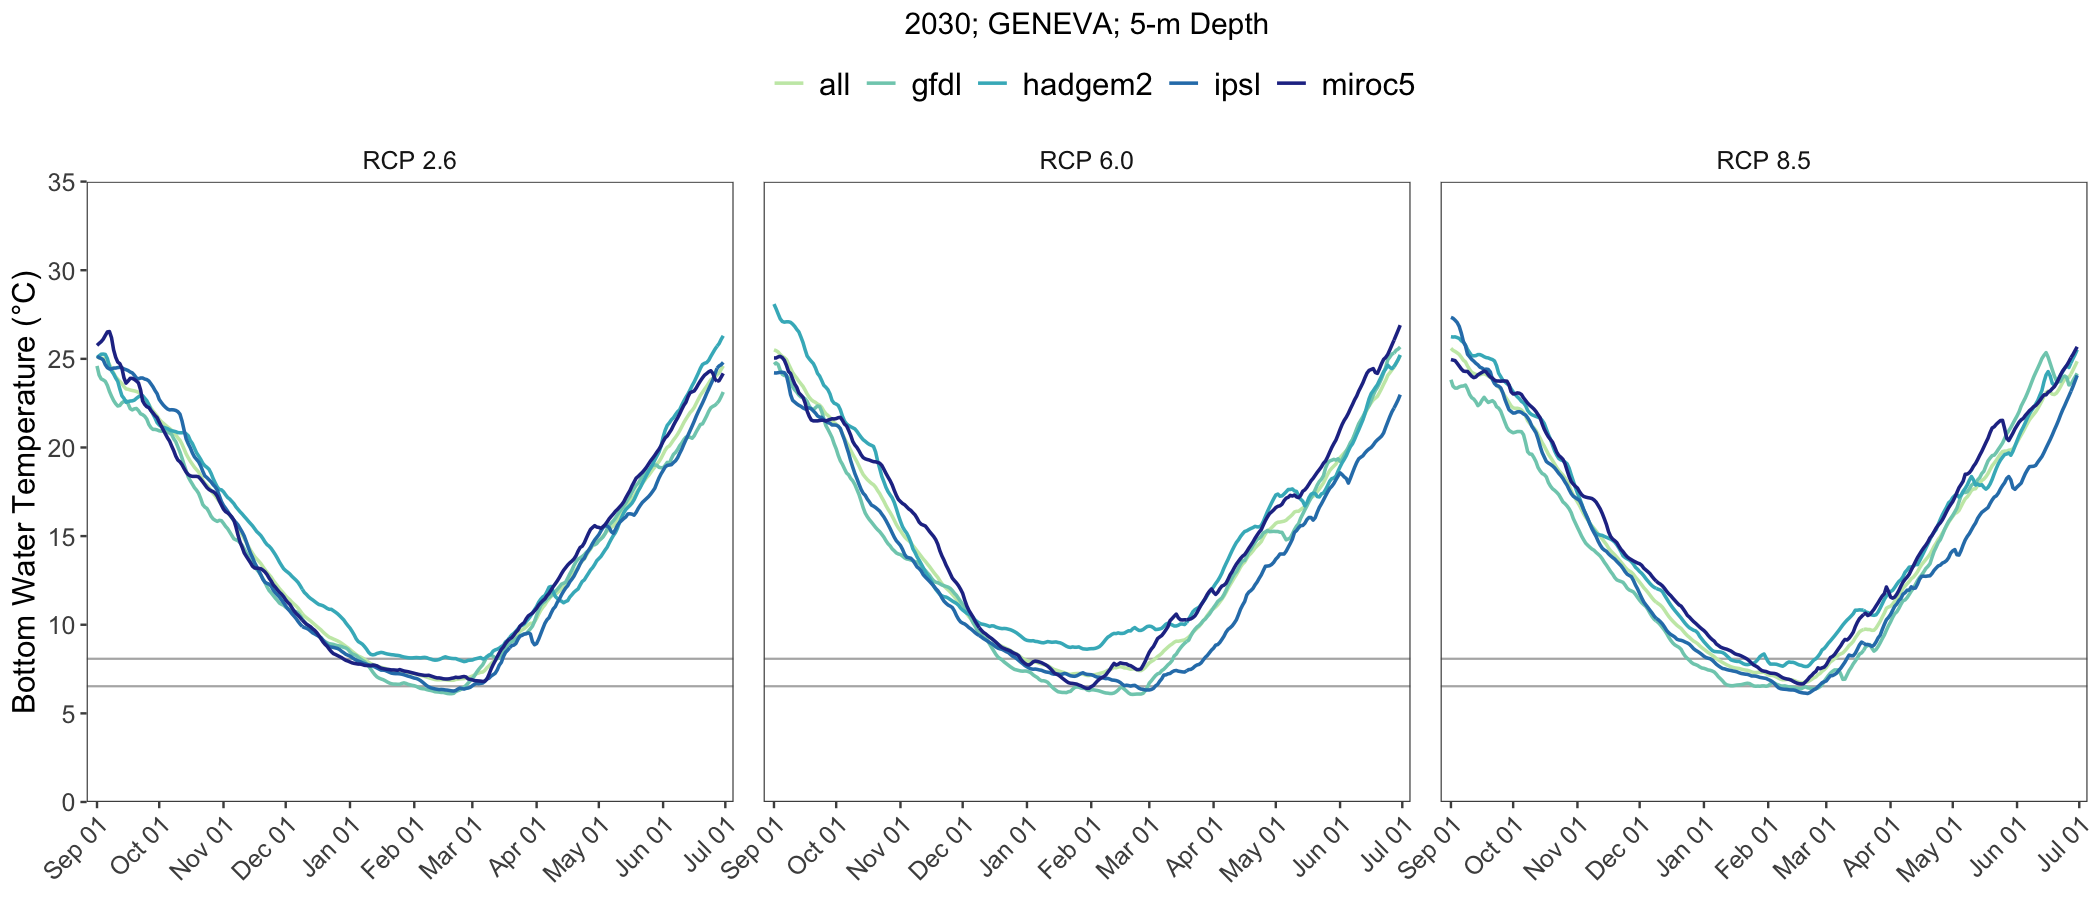 2030; GENEVA; 5-m Depth
all gfdl hadgem2 ipsl miroc5
RCP 2.6 RCP 6.0 RCP 8.5
Bottom Water Temperature (°C)
35
30
25
20
15
10
5
0
Sep 01 Oct 01 Nov 01 Dec 01 Jan 01 Feb 01 Mar 01 Apr 01 May 01 Jun 01 Jul 01 Sep 01 Oct 01 Nov 01 Dec 01 Jan 01 Feb 01 Mar 01 Apr 01 May 01 Jun 01 Jul 01 Sep 01 Oct 01 Nov 01 Dec 01 Jan 01 Feb 01 Mar 01 Apr 01 May 01 Jun 01 Jul 01